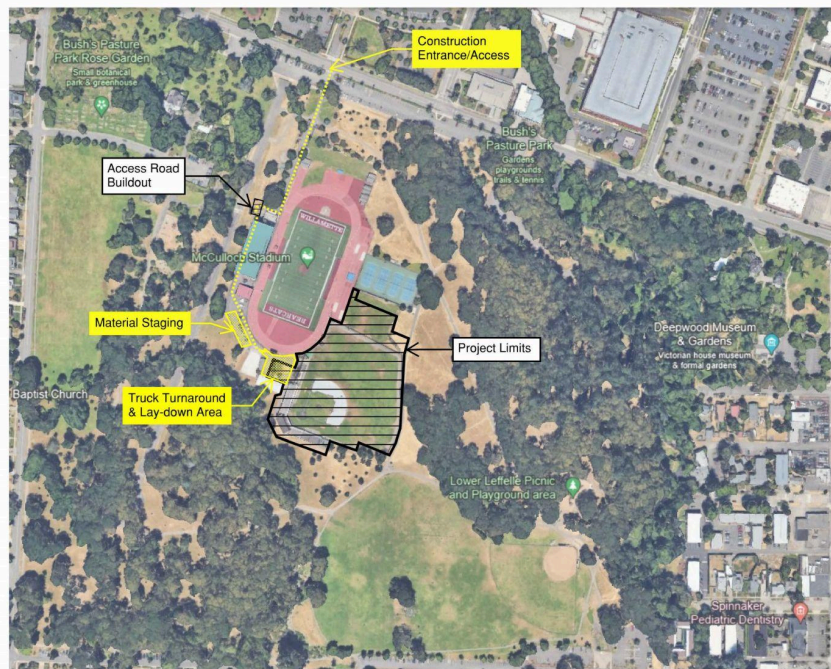 Construction
Entrance/Access
Bush's Pasture
Park Rose Garden
Small botanical
park & greenhouse
Bush's
Pasture Park
Gardens
playgrounds
trails & tennis
Access Road
Buildout
WILLAMETTE
McCulloch Stadium
BEARCATS
Material Staging
Project Limits
Deepwood Museum
& Gardens
Victorian house museum
& formal gardens
Truck Turnaround
& Lay-down Area
Baptist Church
Lower Leffelle Picnic
and Playground area
Spinnaker
Pediatric Dentistry